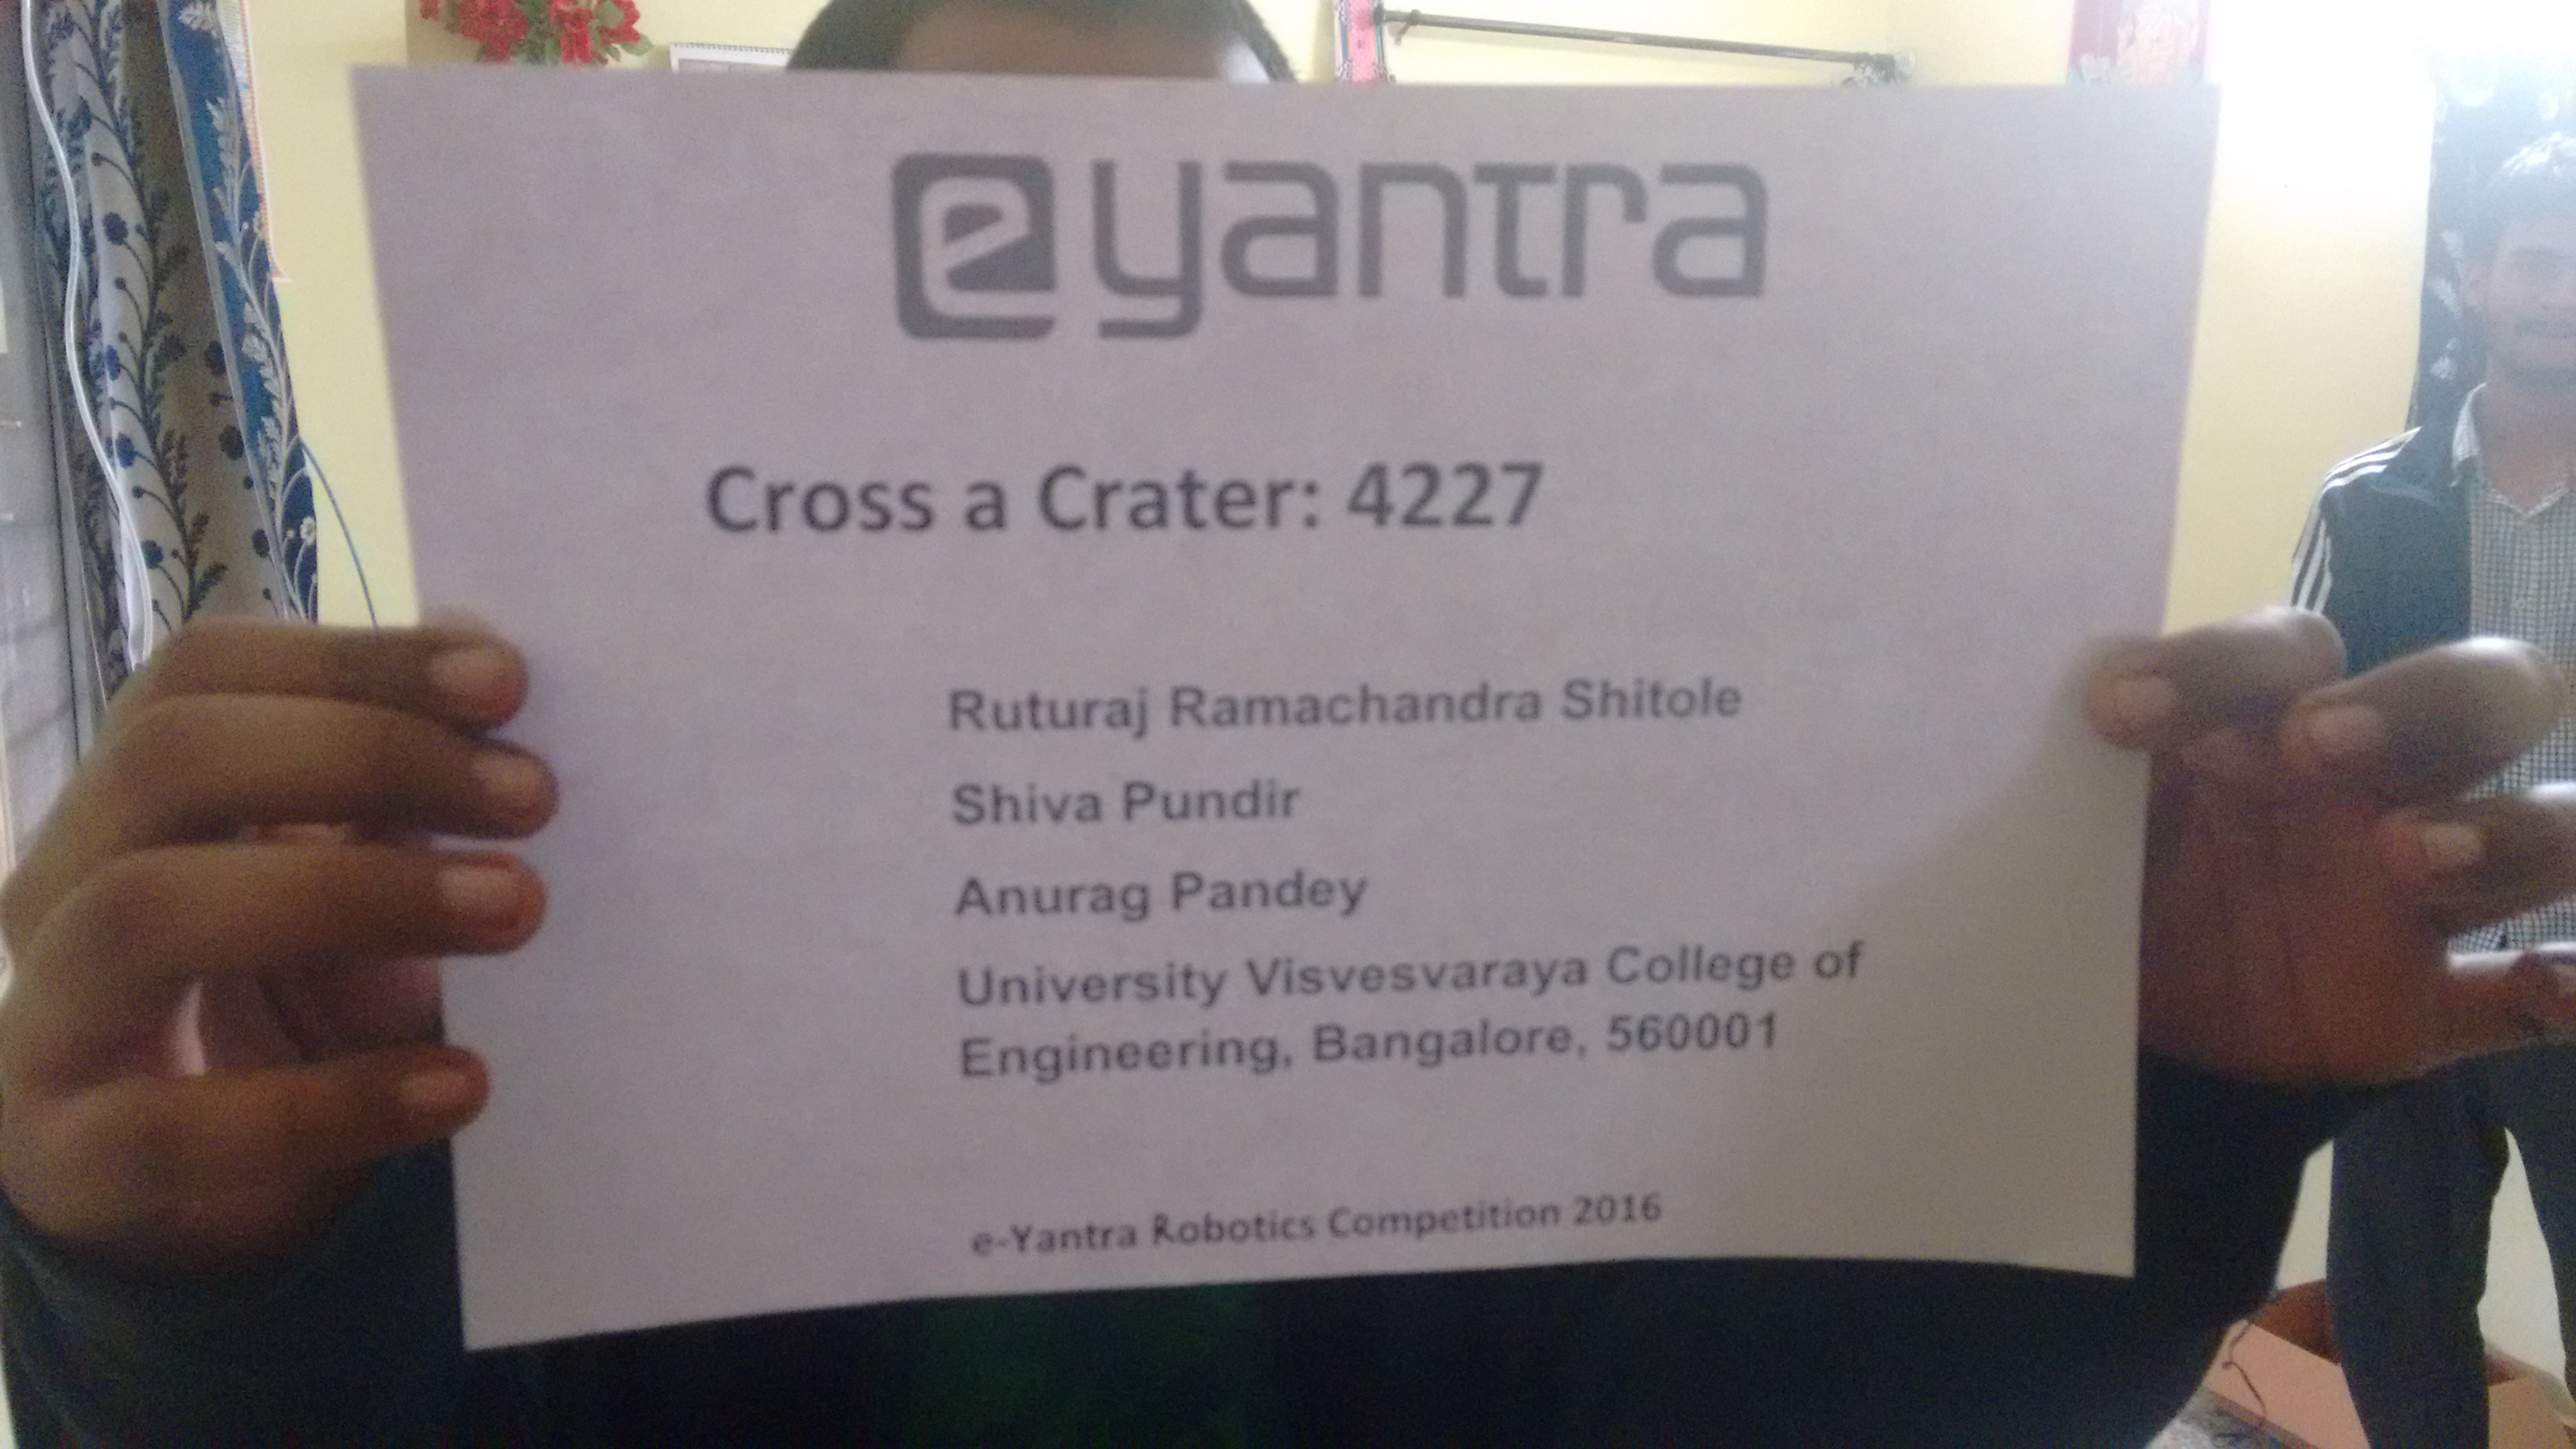 e yantra
Cross a Crater: 4227
Ruturaj Ramachandra Shitole
Shiva Pundir
Anurag Pandey
University Visvesvaraya College of
Engineering, Bangalore, 560001
e-Yantra Robotics Competition 2016